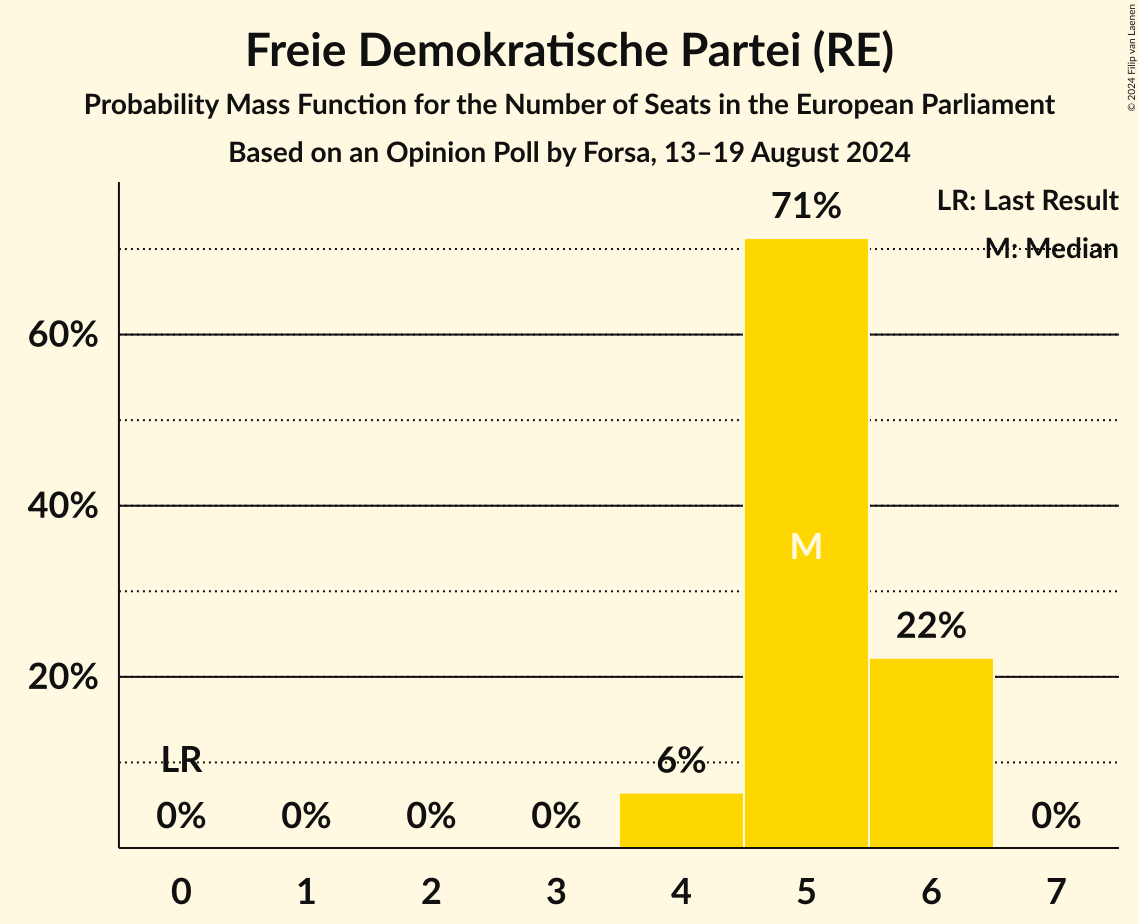 Freie Demokratische Partei (RE)
Probability Mass Function for the Number of Seats in the European Parliament
Based on an Opinion Poll by Forsa, 13–19 August 2024
© 2024 Filip van Laenen
LR: Last Result
M: Median
71%
60%
40%
M
22%
20%
LR
6%
0% 0% 0% 0% 0%
0 1 2 3 4 5 6 7